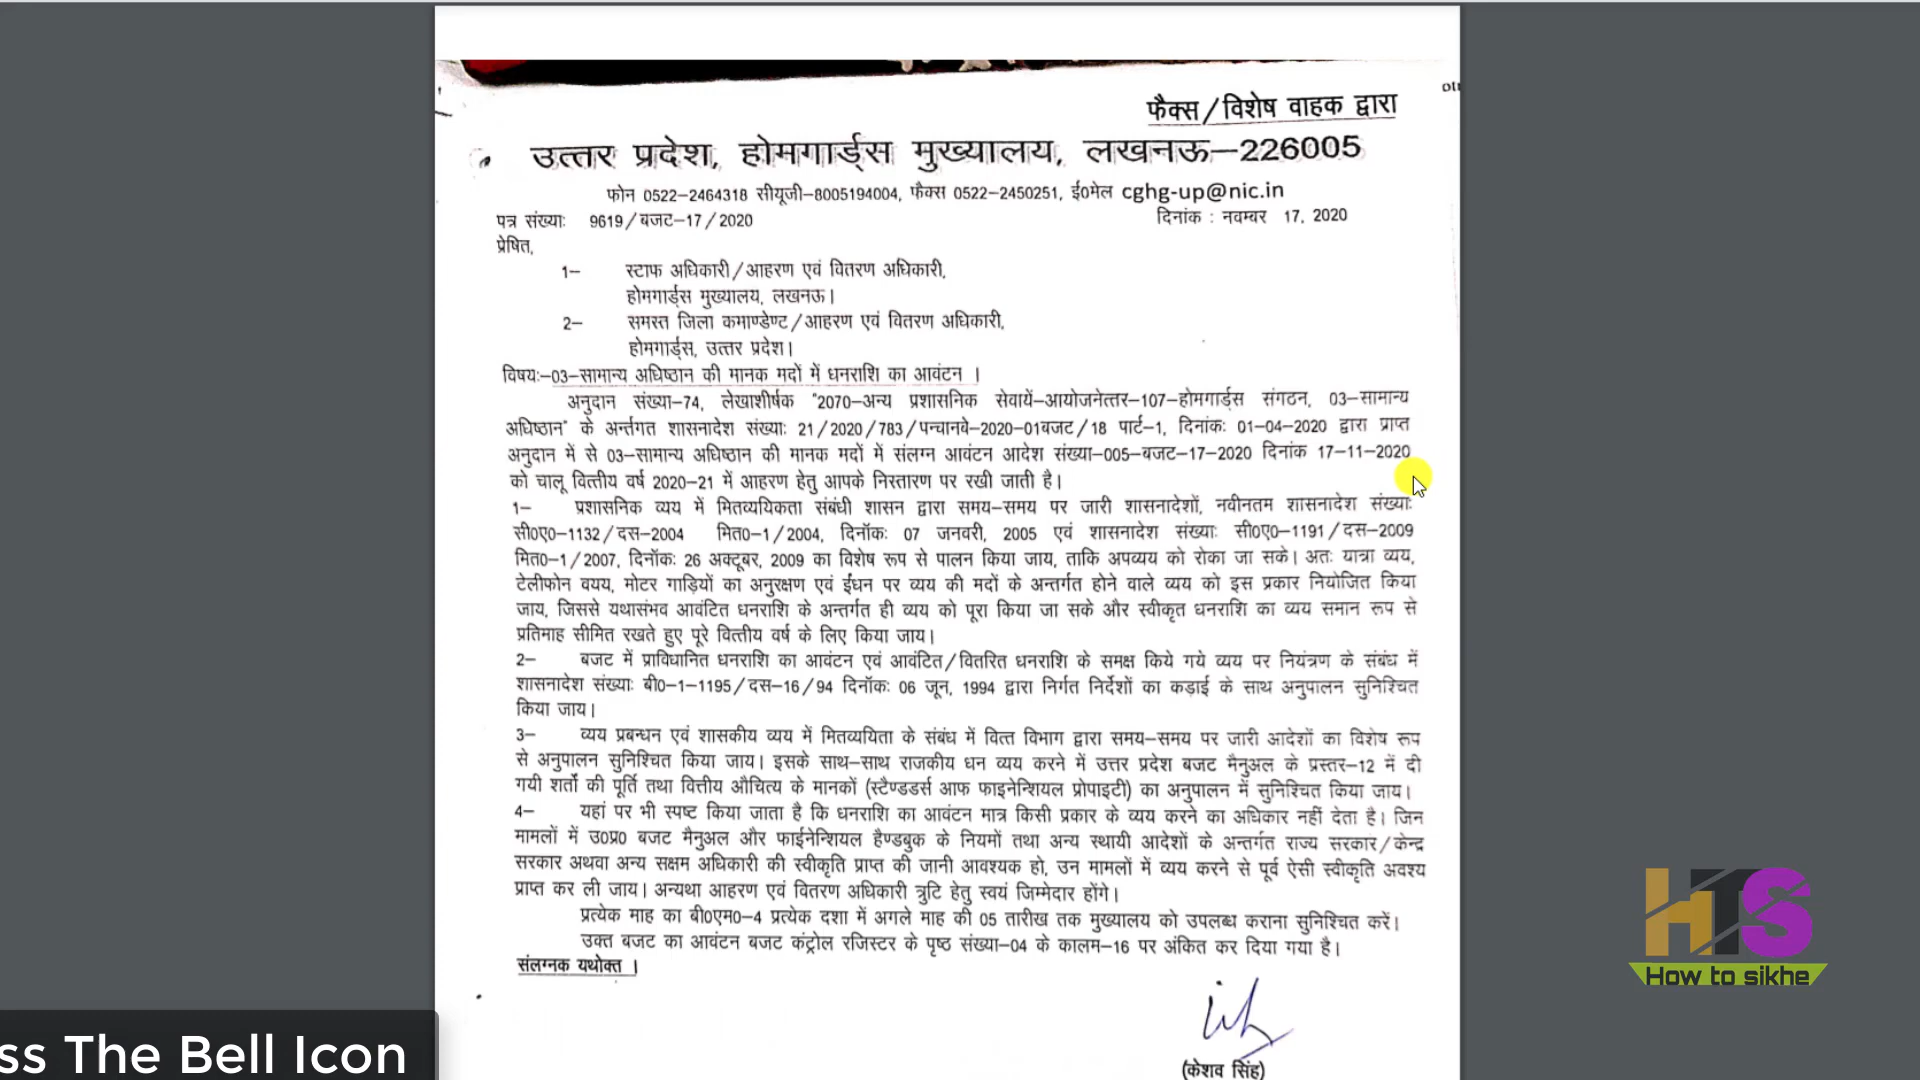 फैक्स/विशेष वाहक द्वारा
उत्तर प्रदेश, होमगार्ड्स मुख्यालय, लखनऊ–226005
फोन 0522–2464318 सीयूजी–8005194004, फैक्स 0522–2450251, ई0मेल cghg-up@nic.in
पत्र संख्याः 9619/बजट–17/2020
दिनांक : नवम्बर 17, 2020
प्रेषित,
1– स्टाफ अधिकारी/आहरण एवं वितरण अधिकारी,
होमगार्ड्स मुख्यालय, लखनऊ।
2– समस्त जिला कमाण्डेण्ट/आहरण एवं वितरण अधिकारी,
होमगार्ड्स, उत्तर प्रदेश।
विषयः–03–सामान्य अधिष्ठान की मानक मदों में धनराशि का आवंटन ।
अनुदान संख्या–74, लेखाशीर्षक "2070–अन्य प्रशासनिक सेवायें–आयोजनेत्तर–107–होमगार्ड्स संगठन, 03–सामान्य
अधिष्ठान" के अर्न्तगत शासनादेश संख्याः 21/2020/783/पन्चानबे–2020–01बजट/18 पार्ट–1, दिनांकः 01–04–2020 द्वारा प्राप्त
अनुदान में से 03–सामान्य अधिष्ठान की मानक मदों में संलग्न आवंटन आदेश संख्या–005–बजट–17–2020 दिनांक 17–11–2020
को चालू वित्तीय वर्ष 2020–21 में आहरण हेतु आपके निस्तारण पर रखी जाती है।
1– प्रशासनिक व्यय में मितव्ययिकता संबंधी शासन द्वारा समय–समय पर जारी शासनादेशों, नवीनतम शासनादेश संख्याः
सी0ए0–1132/दस–2004 मित0–1/2004, दिनॉकः 07 जनवरी, 2005 एवं शासनादेश संख्याः सी0ए0–1191/दस–2009
मित0–1/2007, दिनॉकः 26 अक्टूबर, 2009 का विशेष रूप से पालन किया जाय, ताकि अपव्यय को रोका जा सके। अतः यात्रा व्यय,
टेलीफोन वयय, मोटर गाड़ियों का अनुरक्षण एवं ईंधन पर व्यय की मदों के अन्तर्गत होने वाले व्यय को इस प्रकार नियोजित किया
जाय, जिससे यथासंभव आवंटित धनराशि के अन्तर्गत ही व्यय को पूरा किया जा सके और स्वीकृत धनराशि का व्यय समान रूप से
प्रतिमाह सीमित रखते हुए पूरे वित्तीय वर्ष के लिए किया जाय।
2– बजट में प्राविधानित धनराशि का आवंटन एवं आवंटित/वितरित धनराशि के समक्ष किये गये व्यय पर नियंत्रण के संबंध में
शासनादेश संख्याः बी0–1–1195/दस–16/94 दिनॉकः 06 जून, 1994 द्वारा निर्गत निर्देशों का कड़ाई के साथ अनुपालन सुनिश्चित
किया जाय।
3– व्यय प्रबन्धन एवं शासकीय व्यय में मितव्ययिता के संबंध में वित्त विभाग द्वारा समय–समय पर जारी आदेशों का विशेष रूप
से अनुपालन सुनिश्चित किया जाय। इसके साथ–साथ राजकीय धन व्यय करने में उत्तर प्रदेश बजट मैनुअल के प्रस्तर–12 में दी
गयी शर्तों की पूर्ति तथा वित्तीय औचित्य के मानकों (स्टैण्डडर्स आफ फाइनेन्शियल प्रोपाइटी) का अनुपालन में सुनिश्चित किया जाय।
4– यहां पर भी स्पष्ट किया जाता है कि धनराशि का आवंटन मात्र किसी प्रकार के व्यय करने का अधिकार नहीं देता है। जिन
मामलों में उ0प्र0 बजट मैनुअल और फाईनेन्शियल हैण्डबुक के नियमों तथा अन्य स्थायी आदेशों के अन्तर्गत राज्य सरकार/केन्द्र
सरकार अथवा अन्य सक्षम अधिकारी की स्वीकृति प्राप्त की जानी आवश्यक हो, उन मामलों में व्यय करने से पूर्व ऐसी स्वीकृति अवश्य
प्राप्त कर ली जाय। अन्यथा आहरण एवं वितरण अधिकारी त्रुटि हेतु स्वयं जिम्मेदार होंगे।
प्रत्येक माह का बी0एम0–4 प्रत्येक दशा में अगले माह की 05 तारीख तक मुख्यालय को उपलब्ध कराना सुनिश्चित करें।
उक्त बजट का आवंटन बजट कंट्रोल रजिस्टर के पृष्ठ संख्या–04 के कालम–16 पर अंकित कर दिया गया है।
संलग्नक यथोक्त ।
(केशव सिंह)
HTS
How to sikhe
ss The Bell Icon